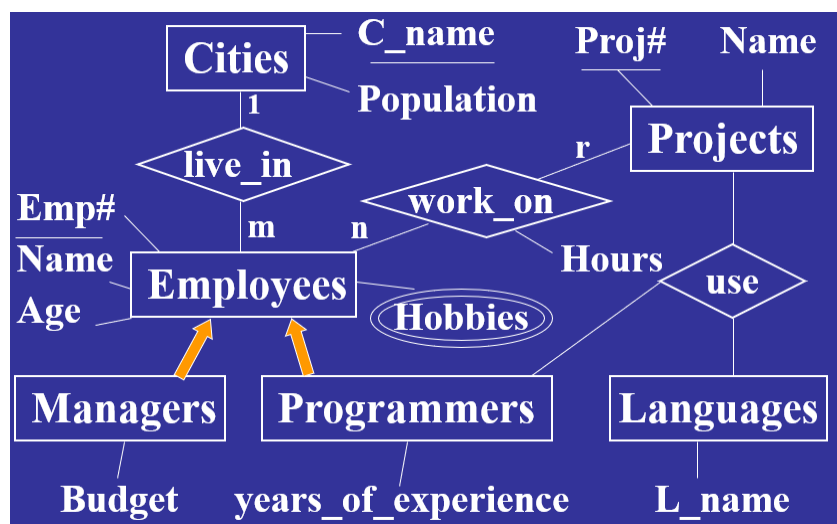 C_name
Cities
Population
1
live_in
m
Proj#
Name
Projects
r
work_on
n
Hours
Emp#
Name
Age
Employees
Hobbies
use
Managers
Programmers
Languages
Budget
years_of_experience
L_name